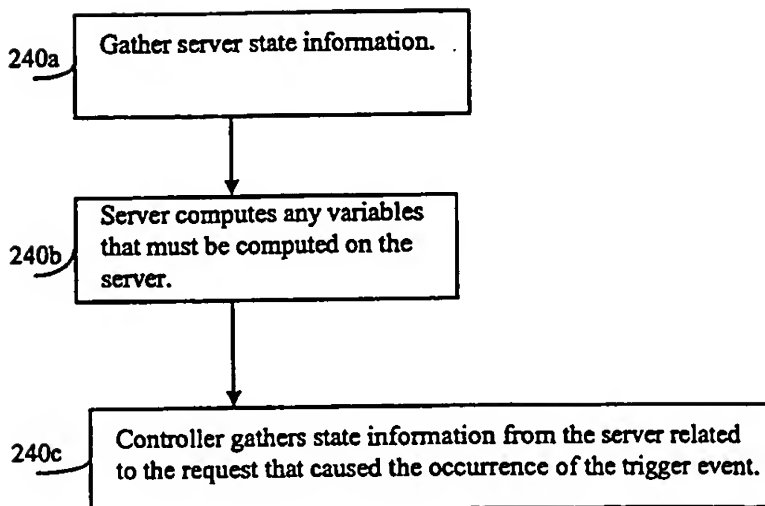 240a
Gather server state information.
240b
Server computes any variables
that must be computed on the
server.
240c
Controller gathers state information from the server related
to the request that caused the occurrence of the trigger event.